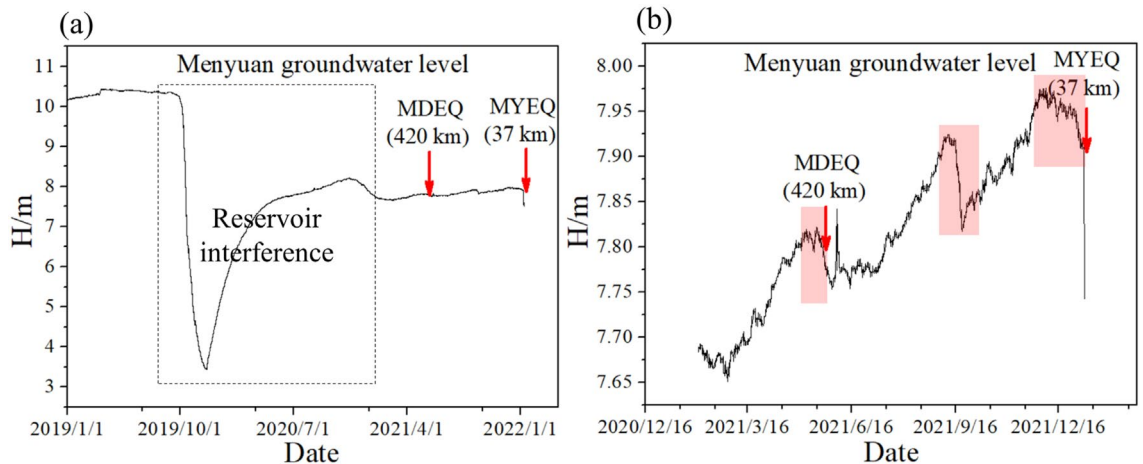 (a)
Menyuan groundwater level
MDEQ
(420 km)
MYEQ
(37 km)
Reservoir
interference
H/m
11
10
9
8
7
6
5
4
3
2019/1/1
2019/10/1
2020/7/1
2021/4/1
2022/1/1
Date
(b)
Menyuan groundwater level
MYEQ
(37 km)
MDEQ
(420 km)
H/m
8.00
7.95
7.90
7.85
7.80
7.75
7.70
7.65
2020/12/16
2021/3/16
2021/6/16
2021/9/16
2021/12/16
Date